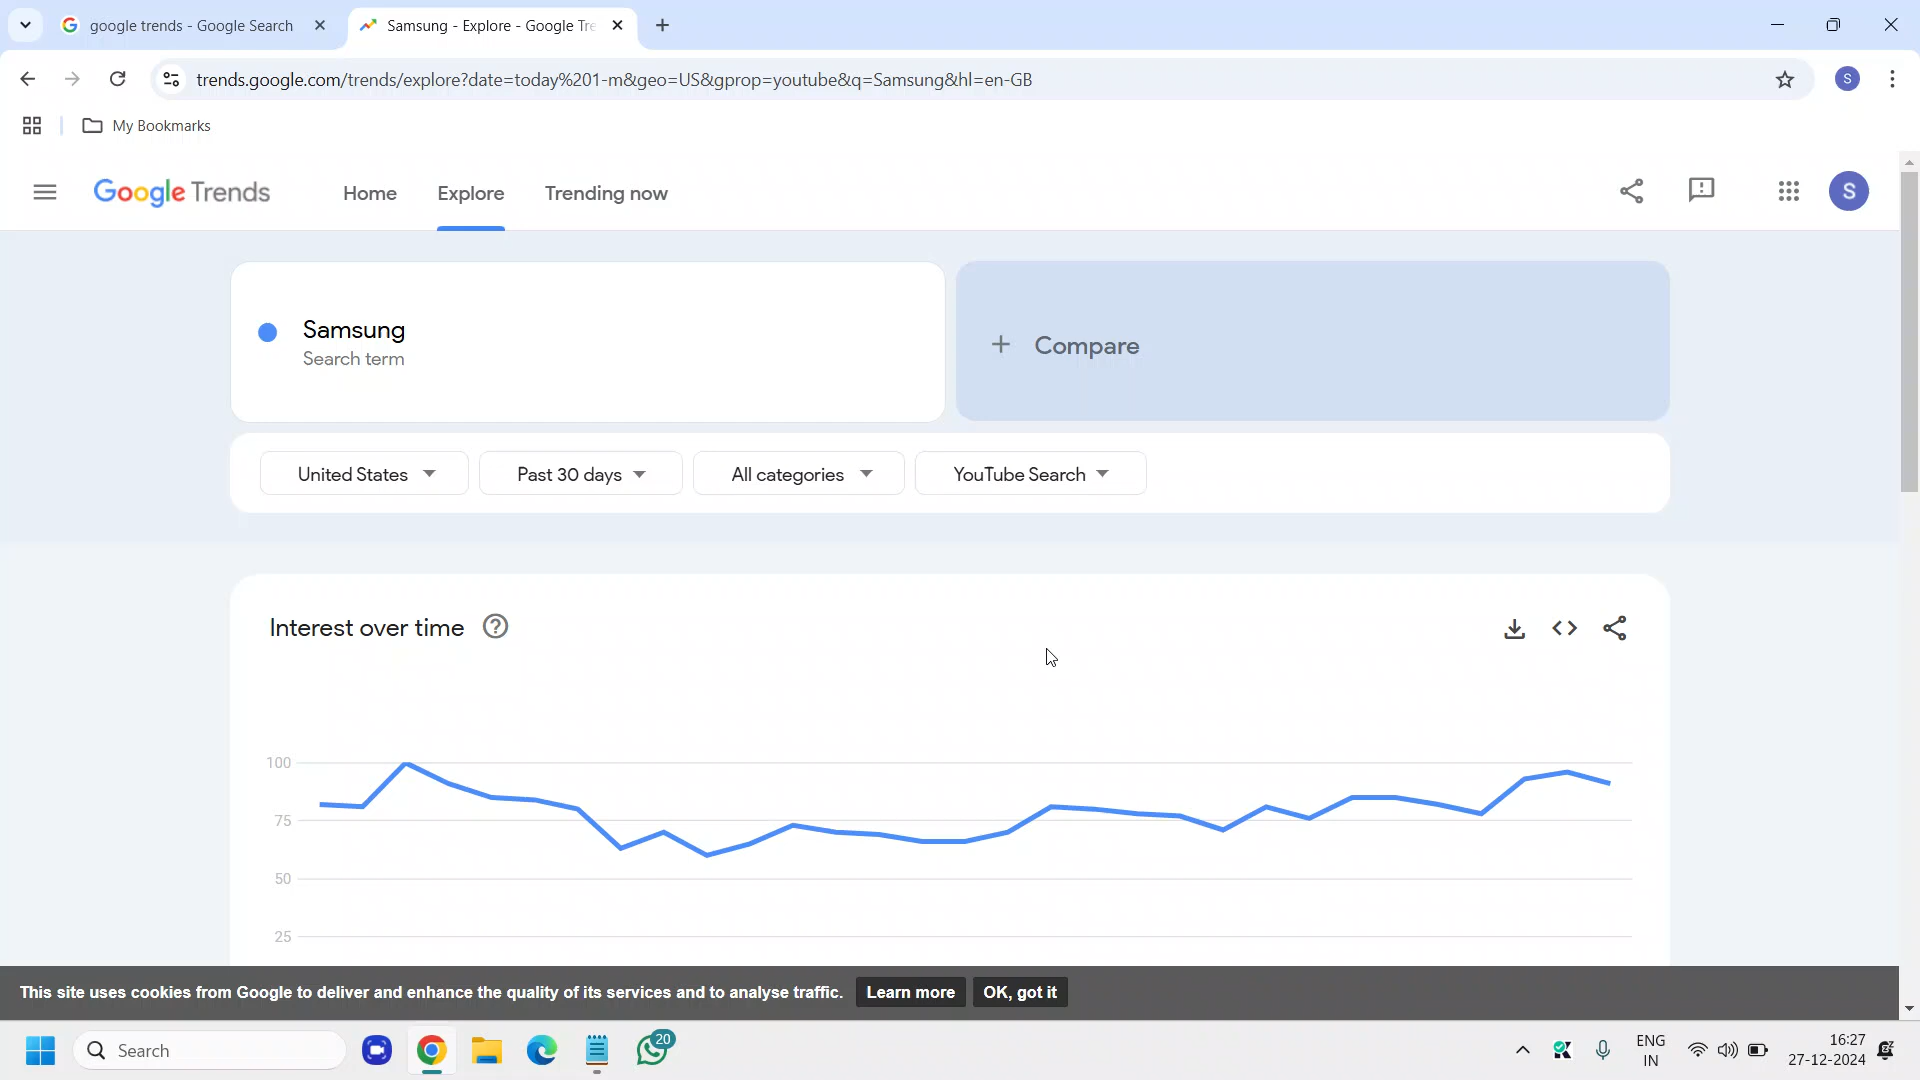 google trends - Google Search
Samsung - Explore - Google Tre
trends.google.com/trends/explore?date=today%201-m&geo=US&gprop=youtube&q=Samsung&hl=en-GB
S
My Bookmarks
Google Trends
Home
Explore
Trending now
S
Samsung
Search term
+ Compare
United States
Past 30 days
All categories
YouTube Search
Interest over time
100
75
50
25
This site uses cookies from Google to deliver and enhance the quality of its services and to analyse traffic.
Learn more
OK, got it
Search
20
ENG
IN
16:27
27-12-2024